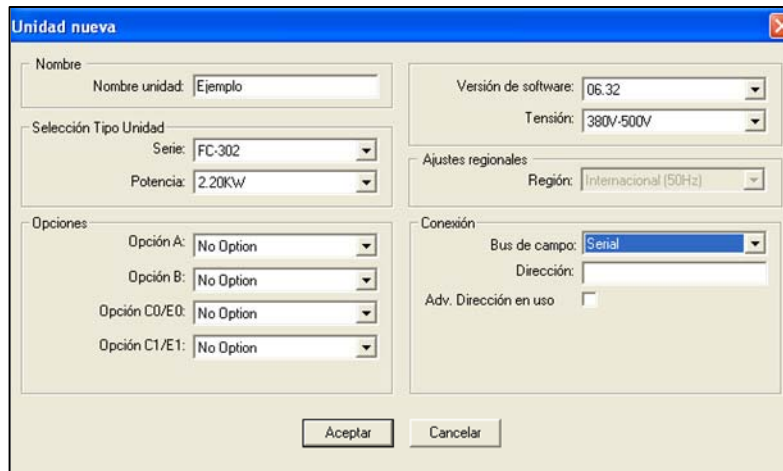 Unidad nueva
Nombre
Nombre unidad: Ejemplo
Selección Tipo Unidad
Serie: FC-302
Potencia: 2.20KW
Opciones
Opción A: No Option
Opción B: No Option
Opción C0/E0: No Option
Opción C1/E1: No Option
Versión de software: 06.32
Tensión: 380V-500V
Ajustes regionales
Región: Internacional (50Hz)
Conexión
Bus de campo: Serial
Dirección:
Adv. Dirección en uso
Aceptar
Cancelar